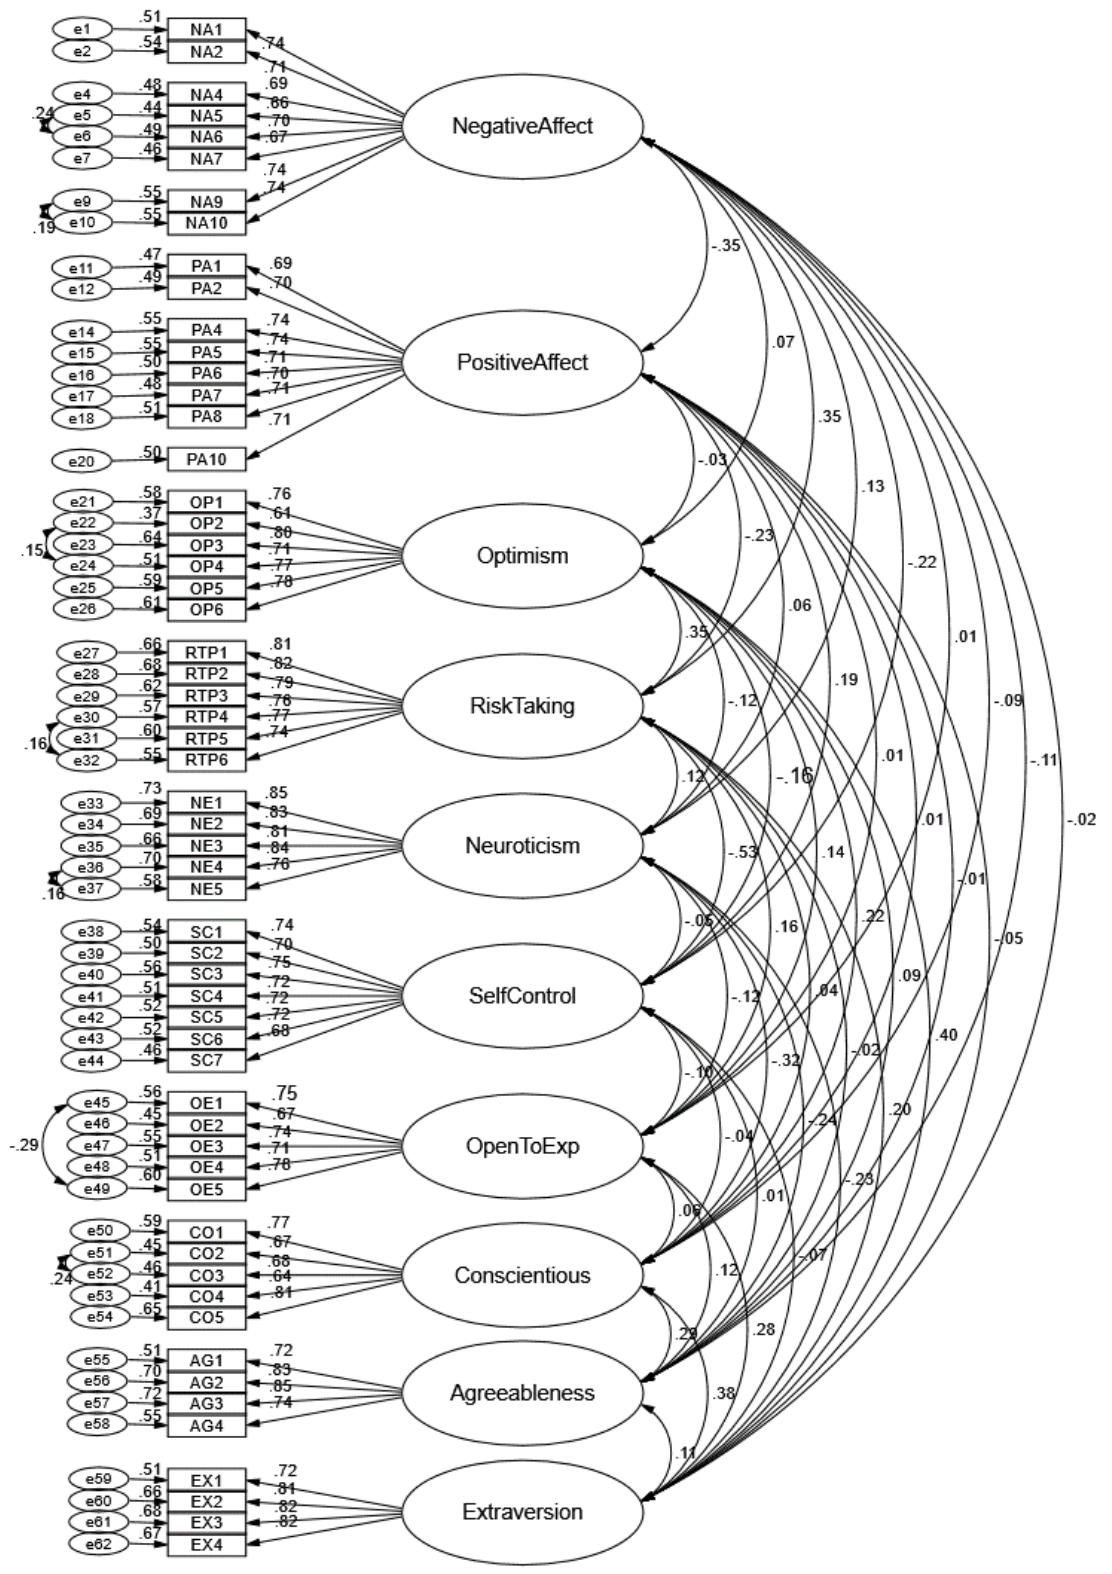 e1 .51 NA1 .74
e2 .54 NA2 .71
e4 .48 NA4 .69
.24 e5 .44 NA5 .66
e6 .49 NA6 .70
e7 .46 NA7 .67
NegativeAffect
e9 .55 NA9 .74
.19 e10 .55 NA10 .74
-.35
e11 .47 PA1 .69
e12 .49 PA2 .70
e14 .55 PA4 .74
e15 .55 PA5 .74
e16 .50 PA6 .71
e17 .48 PA7 .70
e18 .51 PA8 .71
e20 .50 PA10 .71
PositiveAffect
.07
.35
-.03
.13
e21 .58 OP1 .76
e22 .37 OP2 .61
.15 e23 .64 OP3 .80
e24 .51 OP4 .71
e25 .59 OP5 .77
e26 .61 OP6 .78
Optimism
-.23
-.22
.06
.35
.01
e27 .66 RTP1 .81
e28 .68 RTP2 .82
e29 .62 RTP3 .79
e30 .57 RTP4 .76
.16 e31 .60 RTP5 .77
e32 .55 RTP6 .74
RiskTaking
.19
-.12
-.09
.01
-.11
.12
-.16
e33 .73 NE1 .85
e34 .69 NE2 .83
e35 .66 NE3 .81
e36 .70 NE4 .84
.16 e37 .58 NE5 .76
Neuroticism
.01
-.02
-.53
.14
-.01
-.05
.16
.22
-.05
e38 .54 SC1 .74
e39 .50 SC2 .70
e40 .56 SC3 .75
e41 .51 SC4 .72
e42 .52 SC5 .72
e43 .52 SC6 .72
e44 .46 SC7 .68
SelfControl
.09
-.12
.04
.40
-.02
-.32
-.10
e45 .56 OE1 .75
e46 .45 OE2 .67
-.29 e47 .55 OE3 .74
e48 .51 OE4 .71
e49 .60 OE5 .78
OpenToExp
.20
-.24
-.04
-.23
.01
.06
-.07
e50 .59 CO1 .77
e51 .45 CO2 .67
.24 e52 .46 CO3 .68
e53 .41 CO4 .64
e54 .65 CO5 .81
Conscientious
.12
.29
.28
e55 .51 AG1 .72
e56 .70 AG2 .83
e57 .72 AG3 .85
e58 .55 AG4 .74
Agreeableness
.38
.11
e59 .51 EX1 .72
e60 .66 EX2 .81
e61 .68 EX3 .82
e62 .67 EX4 .82
Extraversion